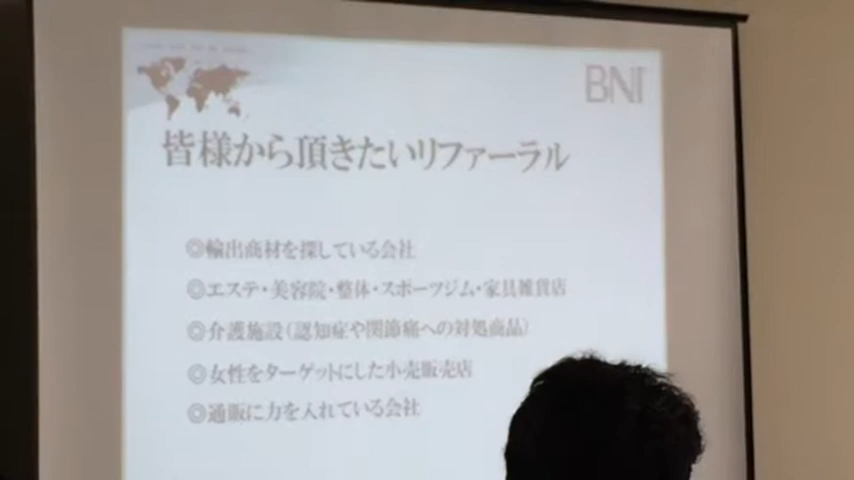 BNI
皆様から頂きたいリファーラル
◎輸出商材を探している会社
◎エステ・美容院・整体・スポーツジム・家具雑貨店
◎介護施設(認知症や関節痛への対処商品)
◎女性をターゲットにした小売販売店
◎通販に力を入れている会社